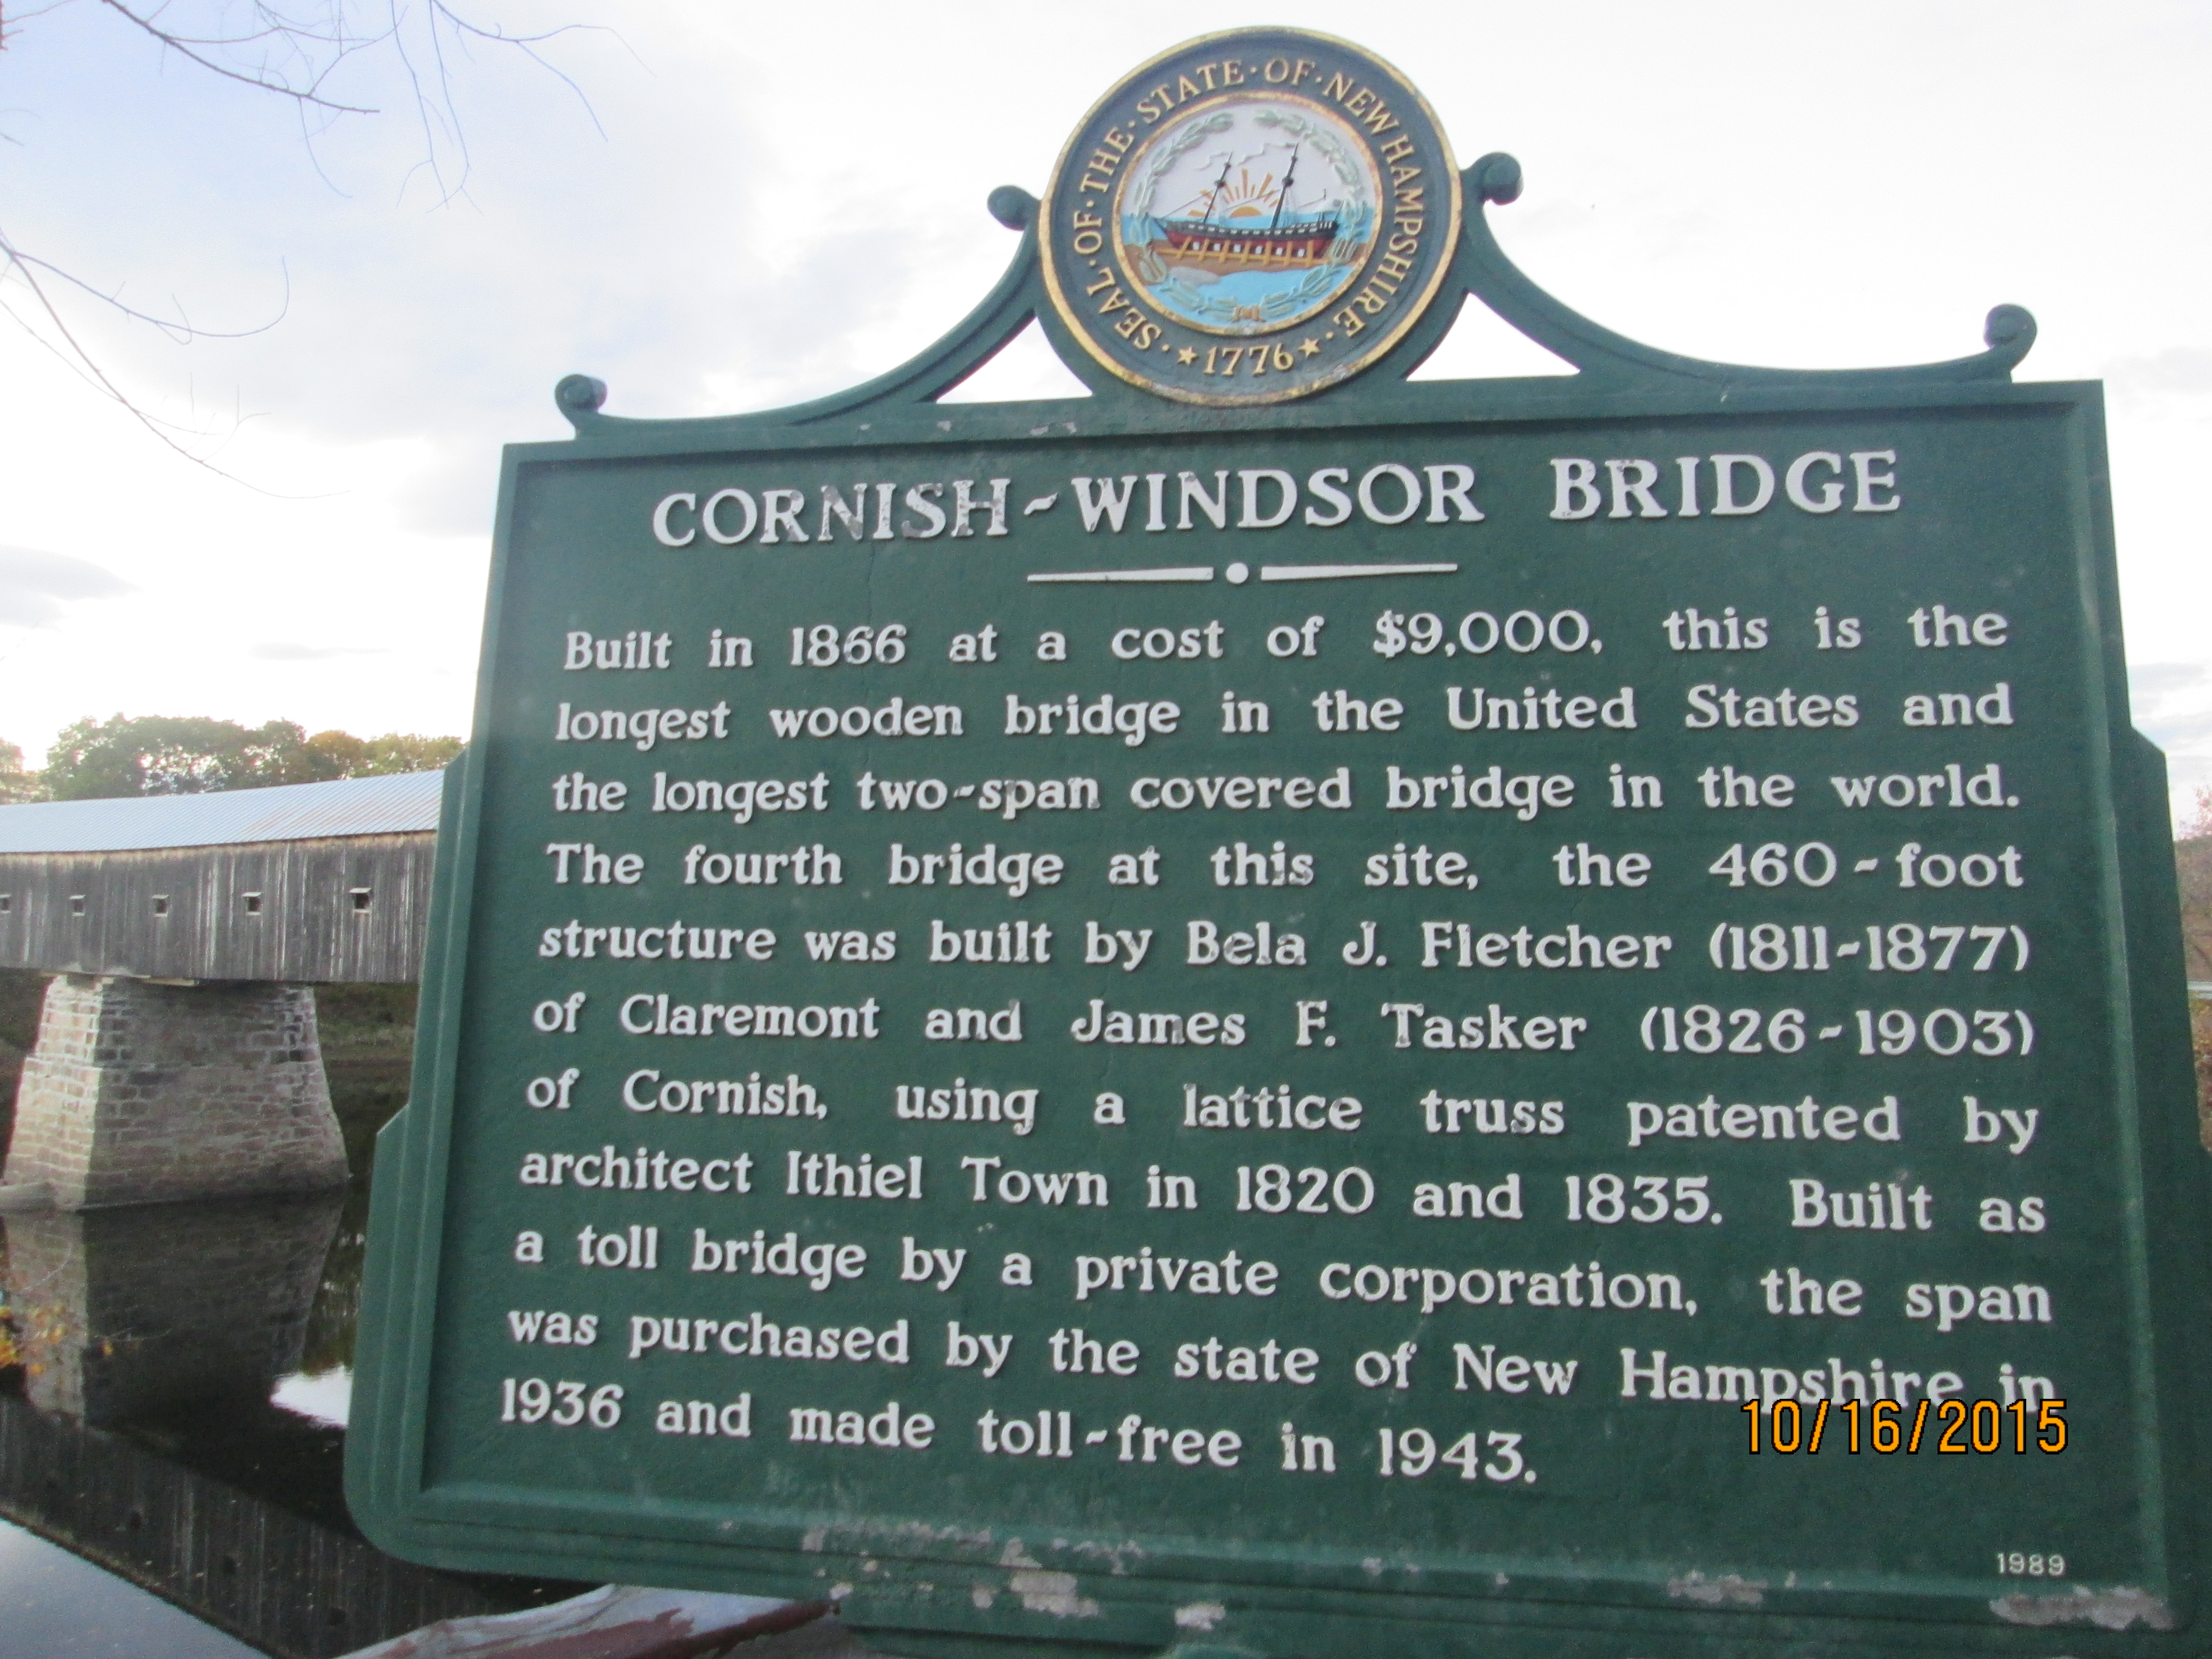 SEAL·OF·THE·STATE·OF·NEW HAMPSHIRE·
★1776★
CORNISH~WINDSOR BRIDGE
Built in 1866 at a cost of $9,000, this is the
longest wooden bridge in the United States and
the longest two-span covered bridge in the world.
The fourth bridge at this site, the 460-foot
structure was built by Bela J. Fletcher (1811-1877)
of Claremont and James F. Tasker (1826-1903)
of Cornish, using a lattice truss patented by
architect Ithiel Town in 1820 and 1835. Built as
a toll bridge by a private corporation, the span
was purchased by the state of New Hampshire in
1936 and made toll-free in 1943.
10/16/2015
1989